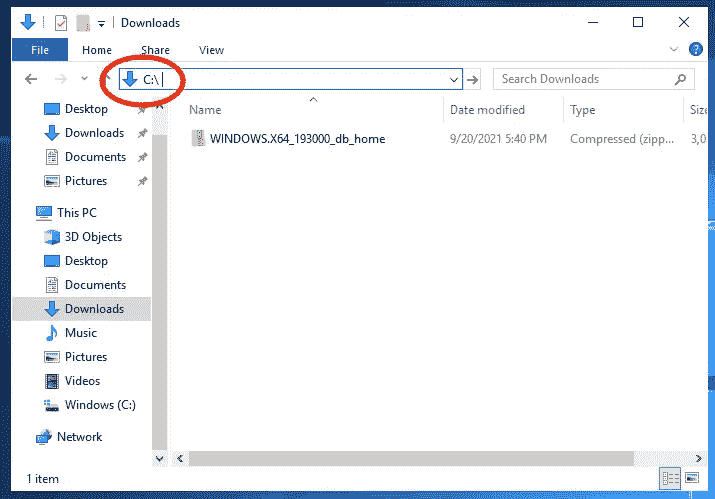 Downloads
File Home Share View
C:\
Search Downloads
Name Date modified Type Size
WINDOWS.X64_193000_db_home 9/20/2021 5:40 PM Compressed (zipp... 3,0
Desktop
Downloads
Documents
Pictures
This PC
3D Objects
Desktop
Documents
Downloads
Music
Pictures
Videos
Windows (C:)
Network
1 item